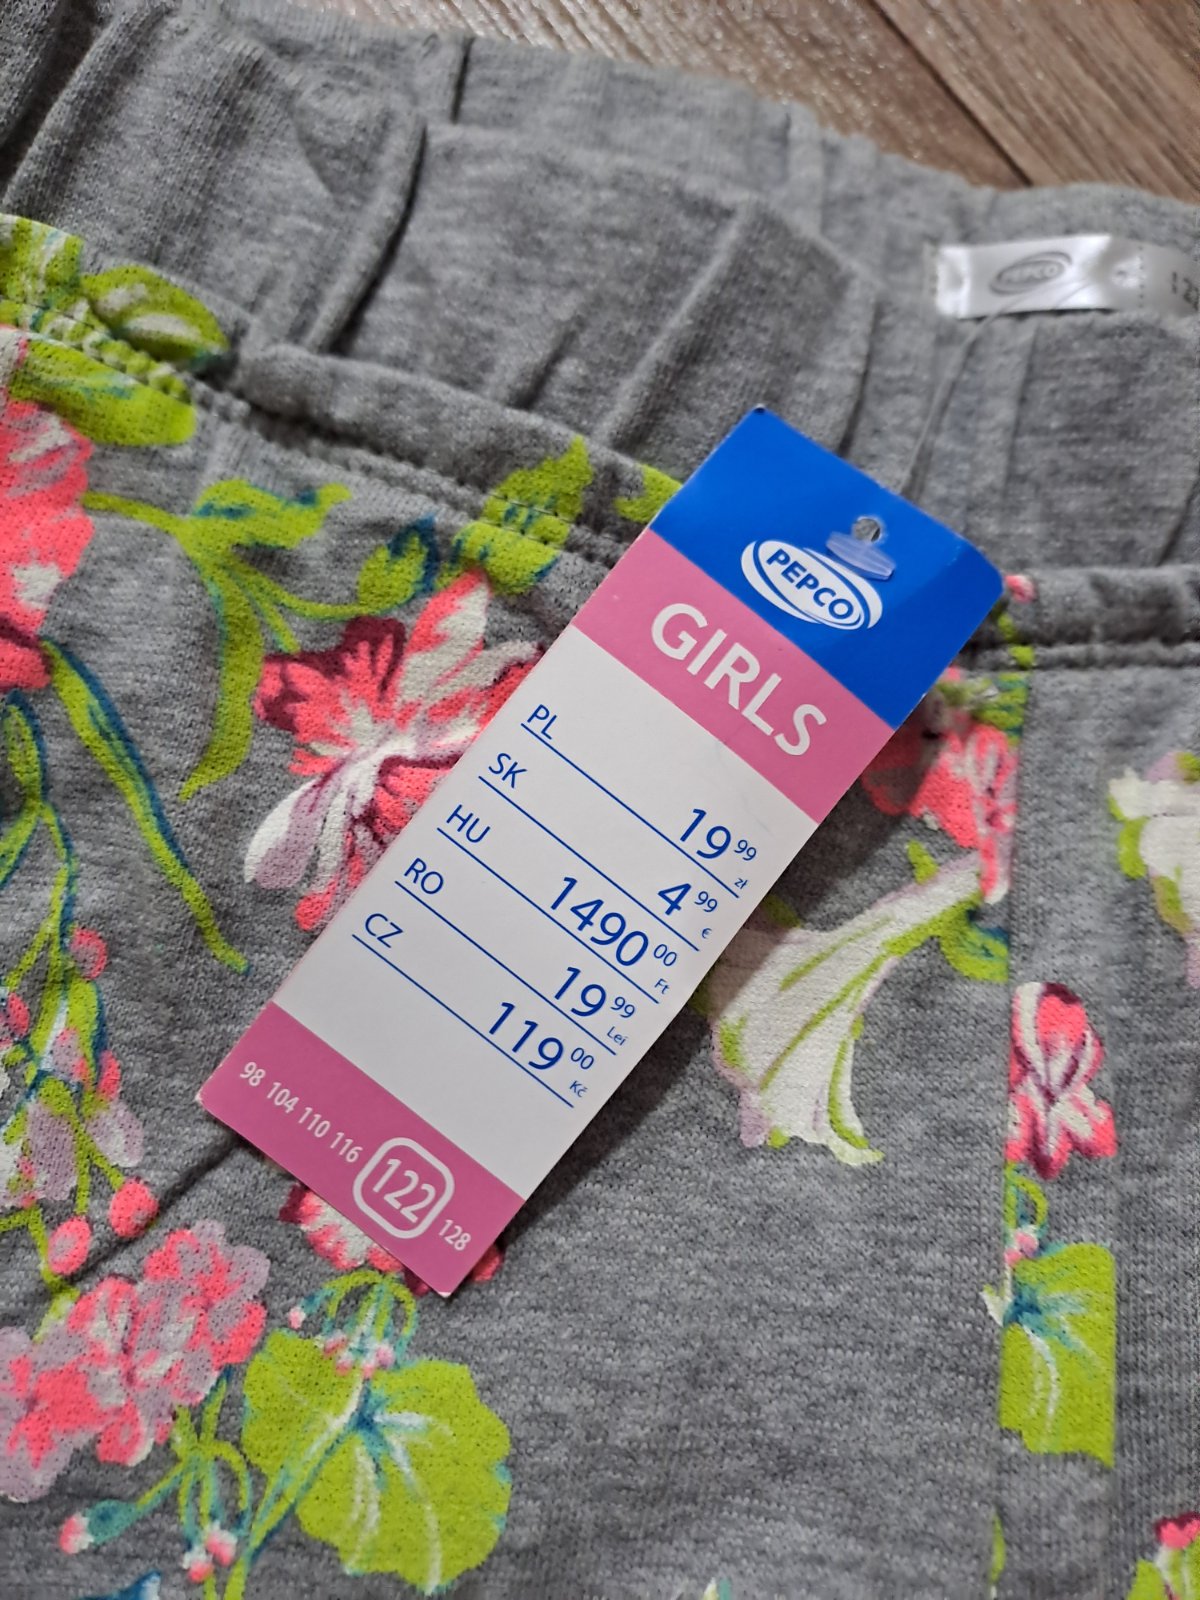 PEPCO
PEPCO
GIRLS
PL 19 99 zł
SK 4 99 €
HU 1490 00 Ft
RO 19 99 Lei
CZ 119 00 Kč
98 104 110 116 122 128